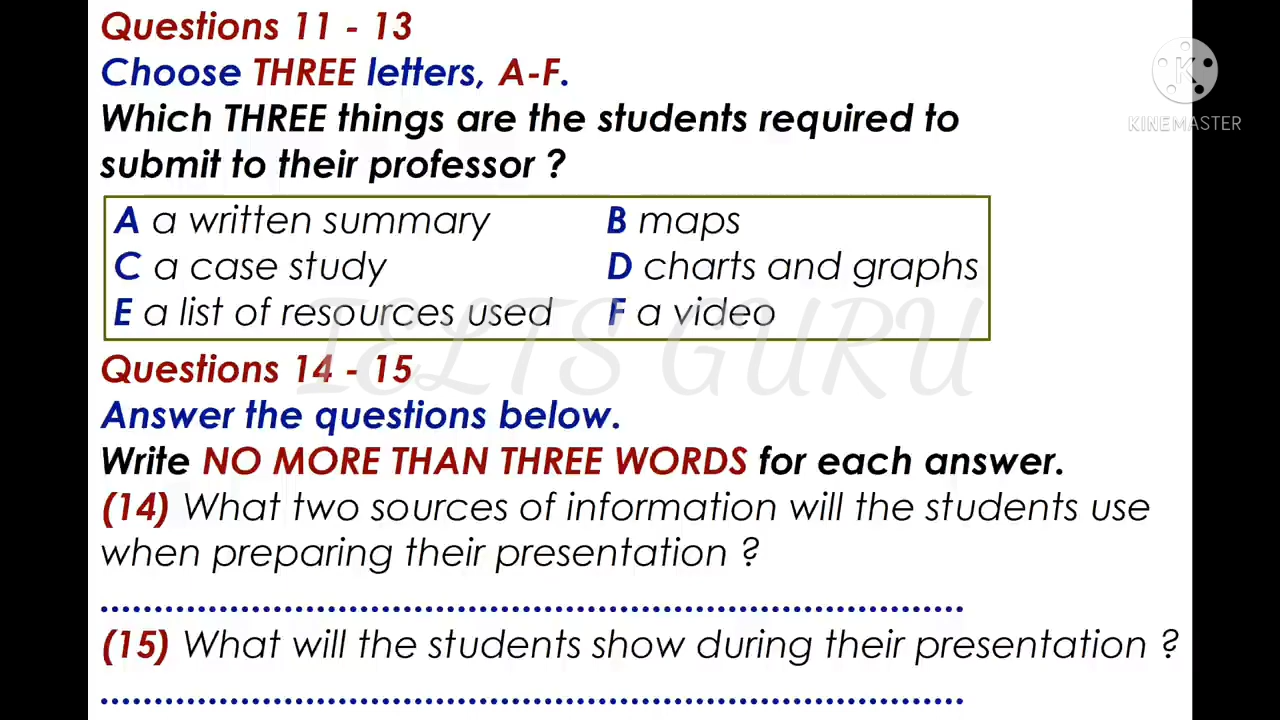 Questions 11 - 13
Choose THREE letters, A-F.
Which THREE things are the students required to
submit to their professor ?
A a written summary B maps
C a case study D charts and graphs
E a list of resources used F a video
Questions 14 - 15
Answer the questions below.
Write NO MORE THAN THREE WORDS for each answer.
(14) What two sources of information will the students use
when preparing their presentation ?
................................................................................
(15) What will the students show during their presentation ?
................................................................................
IELTS GURU
K
KINEMASTER